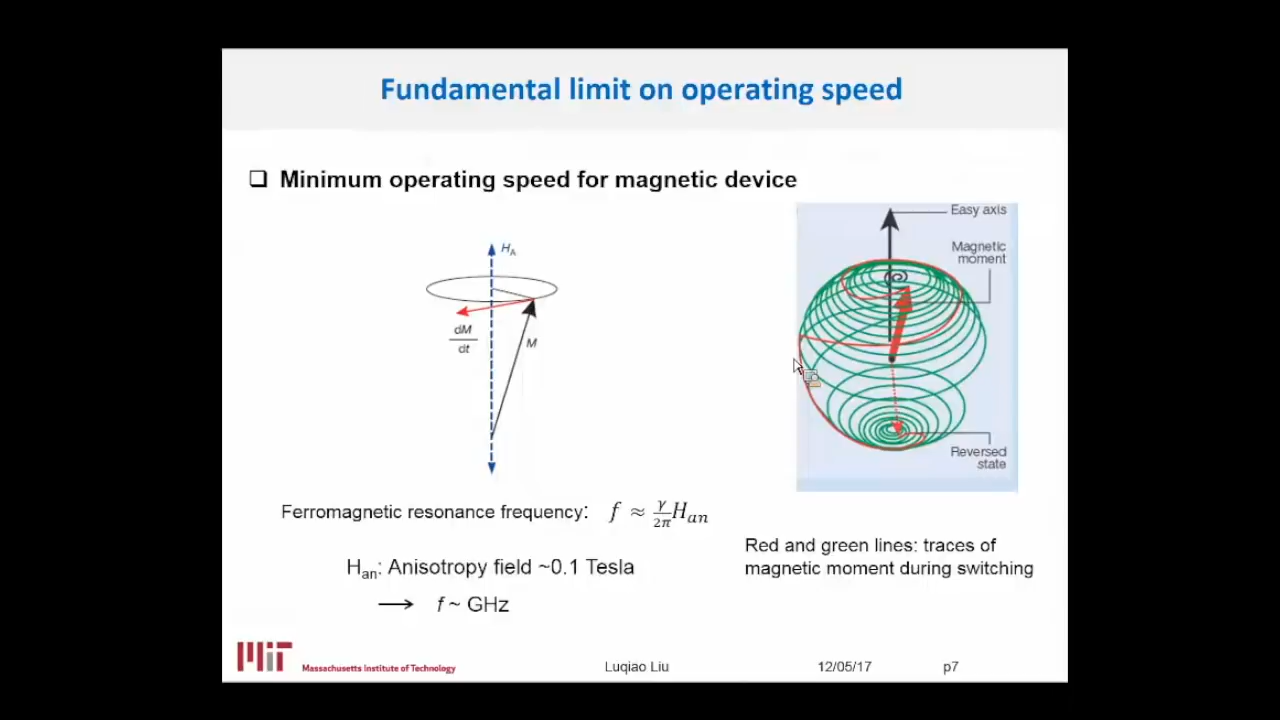 Fundamental limit on operating speed
❑ Minimum operating speed for magnetic device
H_A
dM
dt
M
Easy axis
Magnetic
moment
Reversed
state
Ferromagnetic resonance frequency: f ≈ γ/2π H_an
H_an: Anisotropy field ~0.1 Tesla
⟶ f ~ GHz
Red and green lines: traces of
magnetic moment during switching
MIT Massachusetts Institute of Technology
Luqiao Liu
12/05/17
p7